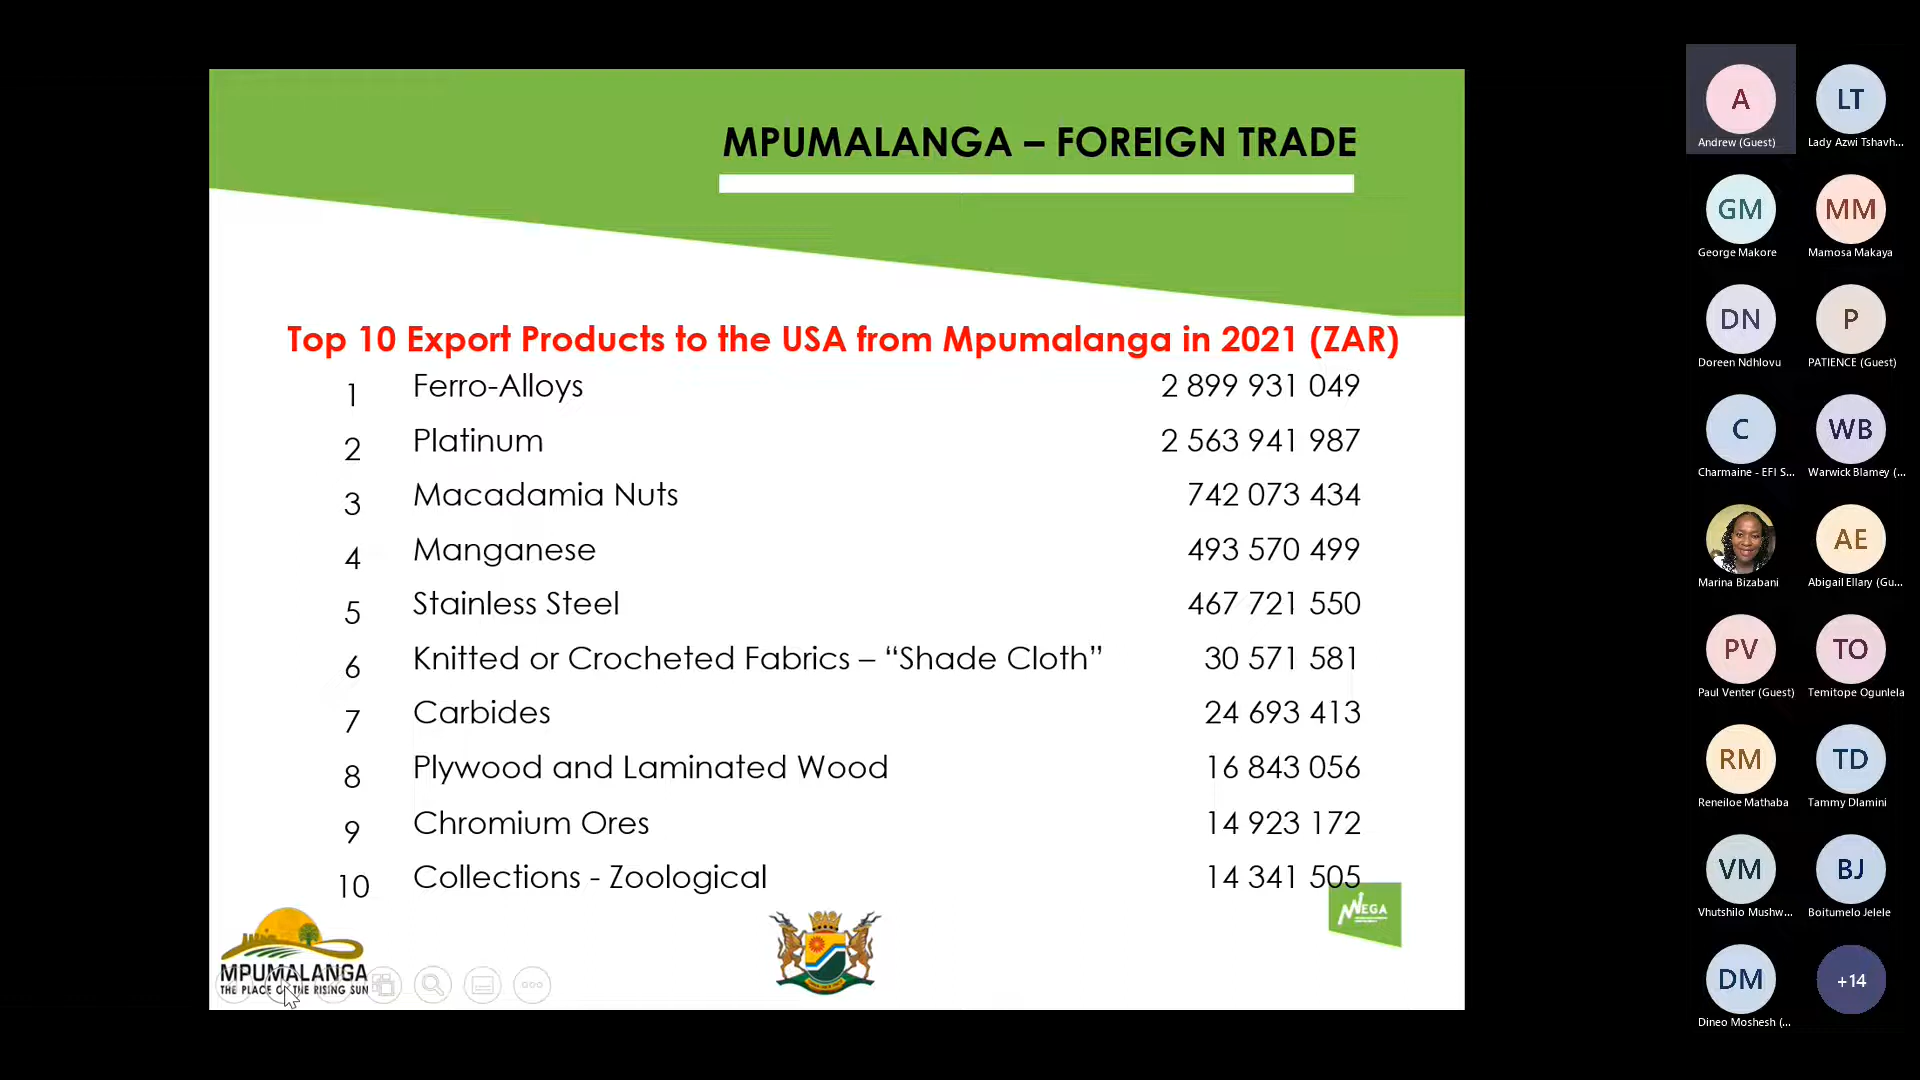 MPUMALANGA – FOREIGN TRADE
Top 10 Export Products to the USA from Mpumalanga in 2021 (ZAR)
1 Ferro-Alloys 2 899 931 049
2 Platinum 2 563 941 987
3 Macadamia Nuts 742 073 434
4 Manganese 493 570 499
5 Stainless Steel 467 721 550
6 Knitted or Crocheted Fabrics – “Shade Cloth” 30 571 581
7 Carbides 24 693 413
8 Plywood and Laminated Wood 16 843 056
9 Chromium Ores 14 923 172
10 Collections - Zoological 14 341 505
MPUMALANGA
THE PLACE OF THE RISING SUN
MEGA
A LT
Andrew (Guest) Lady Azwi Tshavh...
GM MM
George Makore Mamosa Makaya
DN P
Doreen Ndhlovu PATIENCE (Guest)
C WB
Charmaine - EFI S... Warwick Blamey (...
AE
Marina Bizabani Abigail Ellary (Gu...
PV TO
Paul Venter (Guest) Temitope Ogunlela
RM TD
Reneiloe Mathaba Tammy Dlamini
VM BJ
Vhutshilo Mushw... Boitumelo Jelele
DM +14
Dineo Moshesh (...